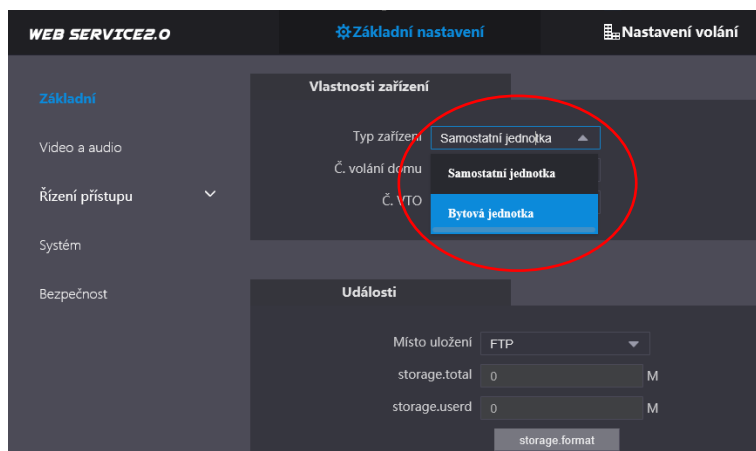 WEB SERVICE2.0
Základní nastavení
Nastavení volání
Základní
Video a audio
Řízení přístupu
Systém
Bezpečnost
Vlastnosti zařízení
Typ zařízení Samostatní jednotka
Č. volání domu
Samostatní jednotka
Č. VTO
Bytová jednotka
Události
Místo uložení FTP
storage.total 0 M
storage.userd 0 M
storage.format